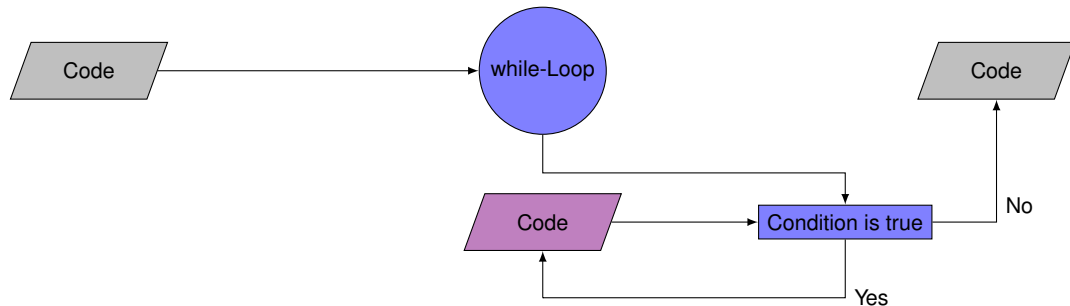 Code
while-Loop
Code
Code
Condition is true
No
Yes